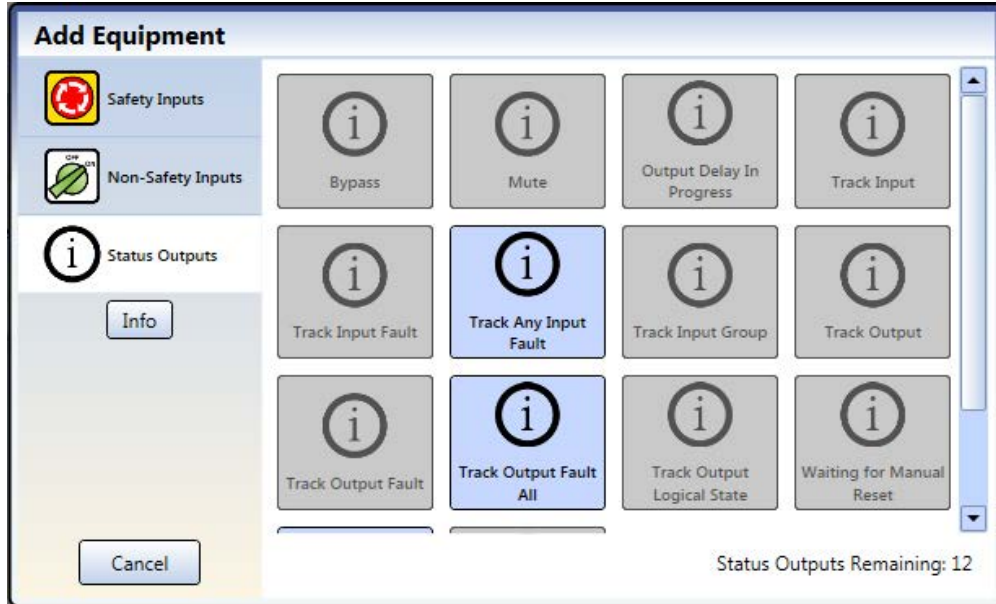 Add Equipment
Safety Inputs
OFF
ON
Non-Safety Inputs
i
Status Outputs
Info
Cancel
i
Bypass
i
Mute
i
Output Delay In
Progress
i
Track Input
i
Track Input Fault
i
Track Any Input
Fault
i
Track Input Group
i
Track Output
i
Track Output Fault
i
Track Output Fault
All
i
Track Output
Logical State
i
Waiting for Manual
Reset
Status Outputs Remaining: 12